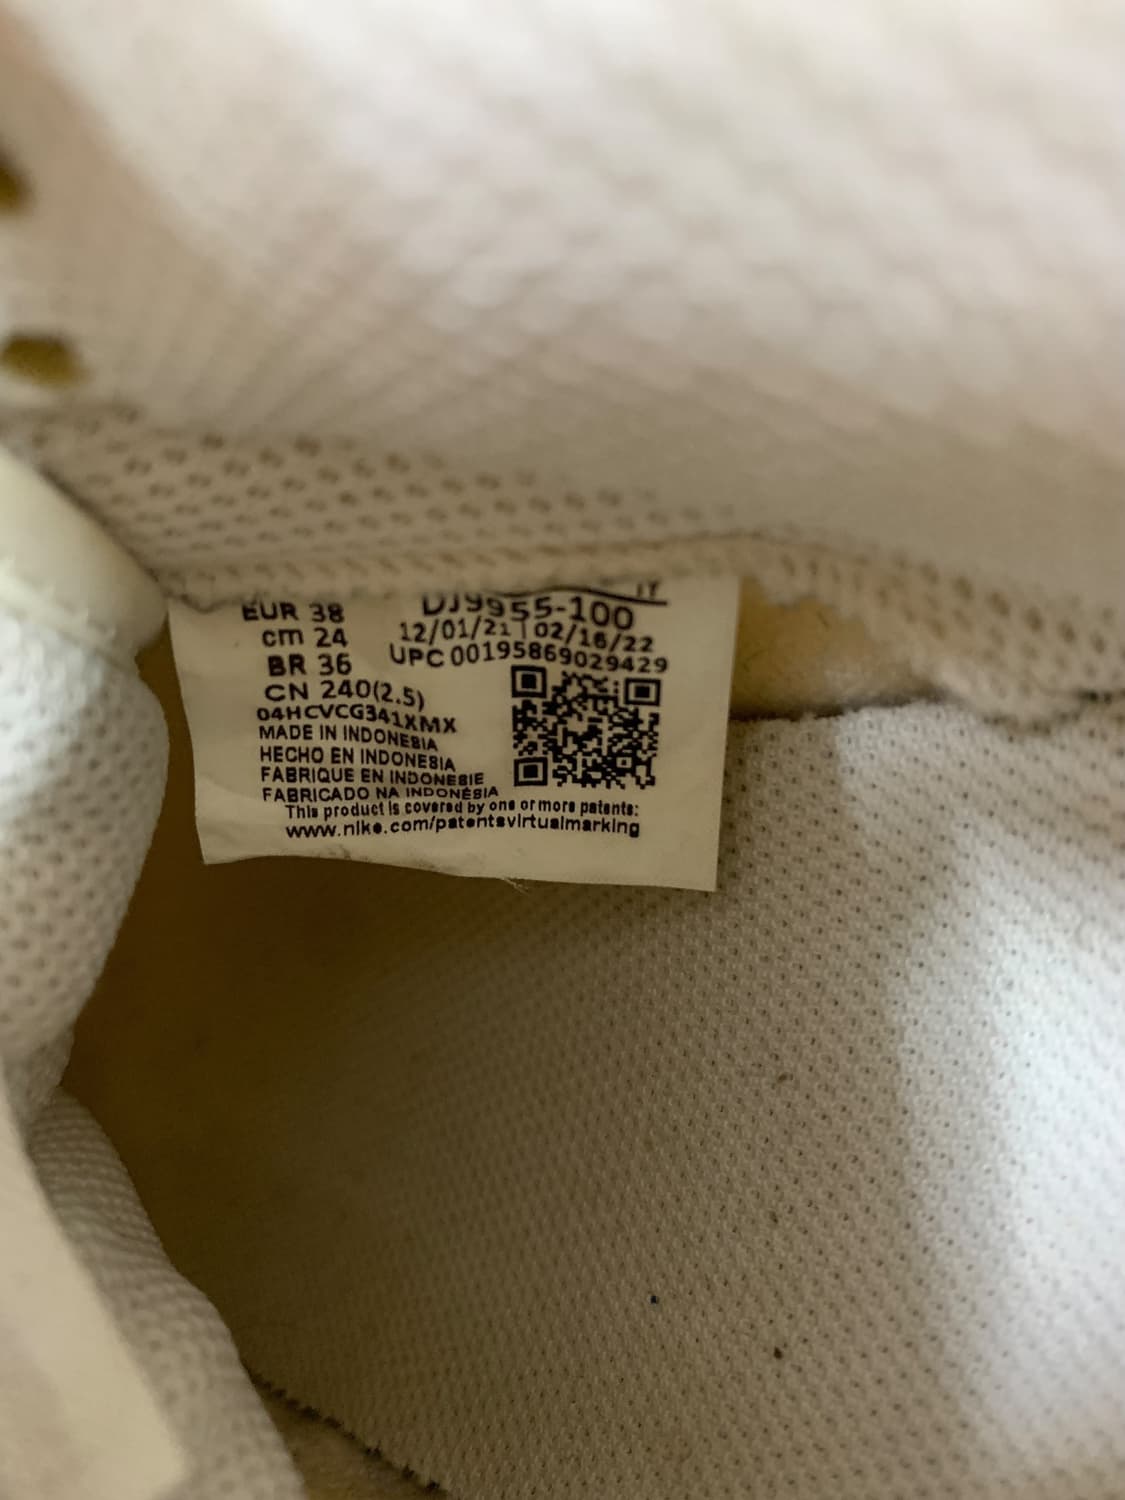 EUR 38
cm 24
BR 36
CN 240(2.5)
04HCVCG341XMX
MADE IN INDONESIA
HECHO EN INDONESIA
FABRIQUE EN INDONESIE
FABRICADO NA INDONÉSIA
DJ9955-100
12/01/21 | 02/16/22
UPC 00195869029429
This product is covered by one or more patents:
www.nike.com/patentsvirtualmarking